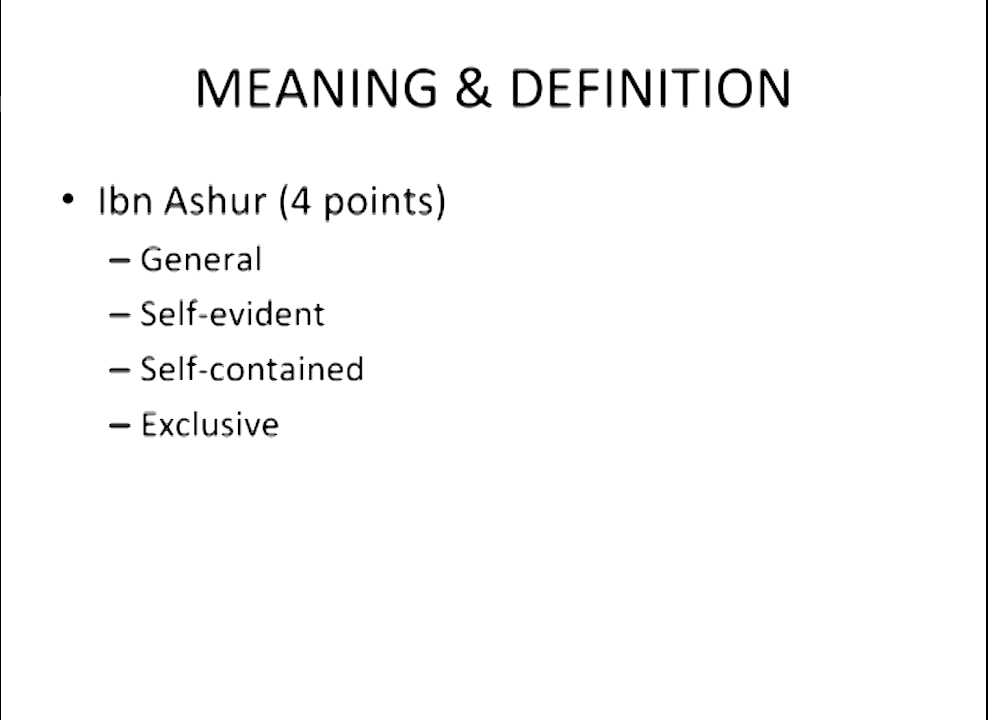 MEANING & DEFINITION
• Ibn Ashur (4 points)
– General
– Self-evident
– Self-contained
– Exclusive